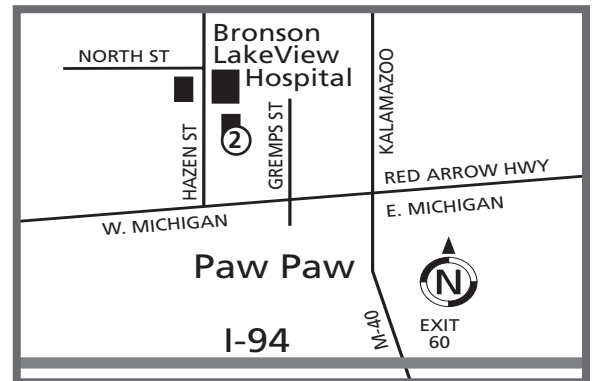 Bronson
LakeView
Hospital
NORTH ST
HAZEN ST
2
GREMPS ST
KALAMAZOO
RED ARROW HWY
W. MICHIGAN
E. MICHIGAN
Paw Paw
N
I-94
M-40
EXIT
60